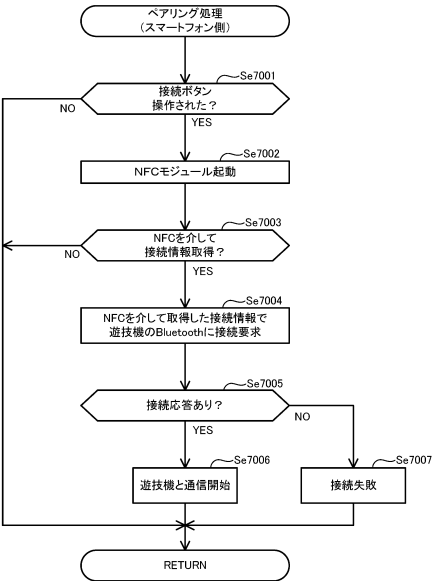 ペアリング処理
(スマートフォン側)
Se7001
接続ボタン
操作された？
NO
YES
Se7002
NFCモジュール起動
Se7003
NFCを介して
接続情報取得？
NO
YES
Se7004
NFCを介して取得した接続情報で
遊技機のBluetoothに接続要求
Se7005
接続応答あり？
NO
YES
Se7006
Se7007
遊技機と通信開始
接続失敗
RETURN